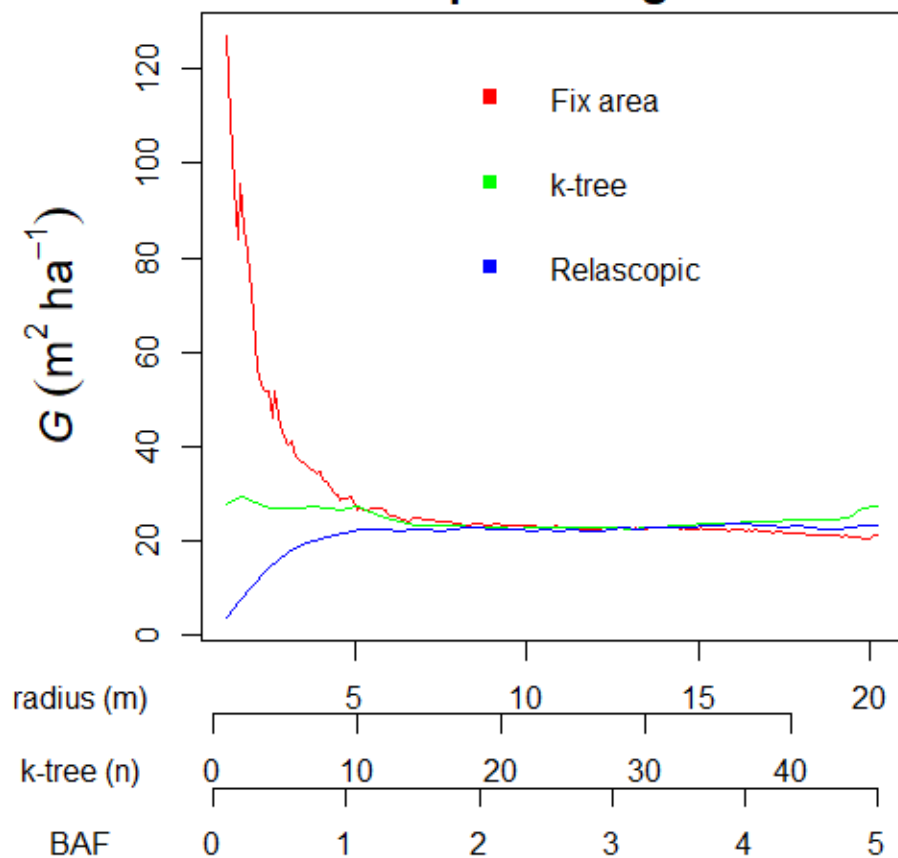 120
100
80
60
40
20
0
G (m² ha⁻¹)
Fix area
k-tree
Relascopic
radius (m) 5 10 15 20
k-tree (n) 0 10 20 30 40
BAF 0 1 2 3 4 5